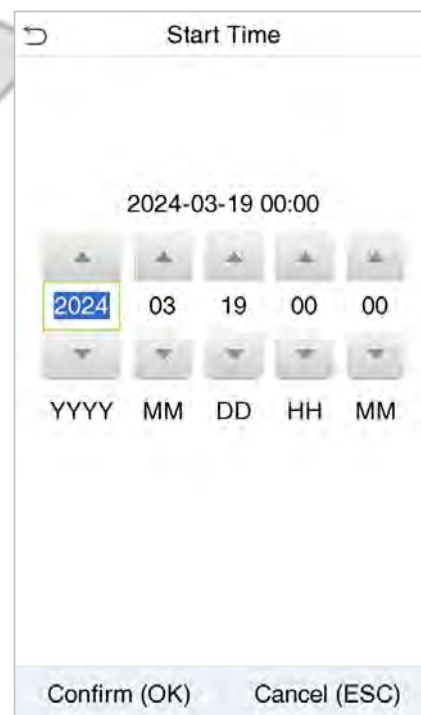 Start Time
2024-03-19 00:00
2024 03 19 00 00
YYYY MM DD HH MM
Confirm (OK) Cancel (ESC)